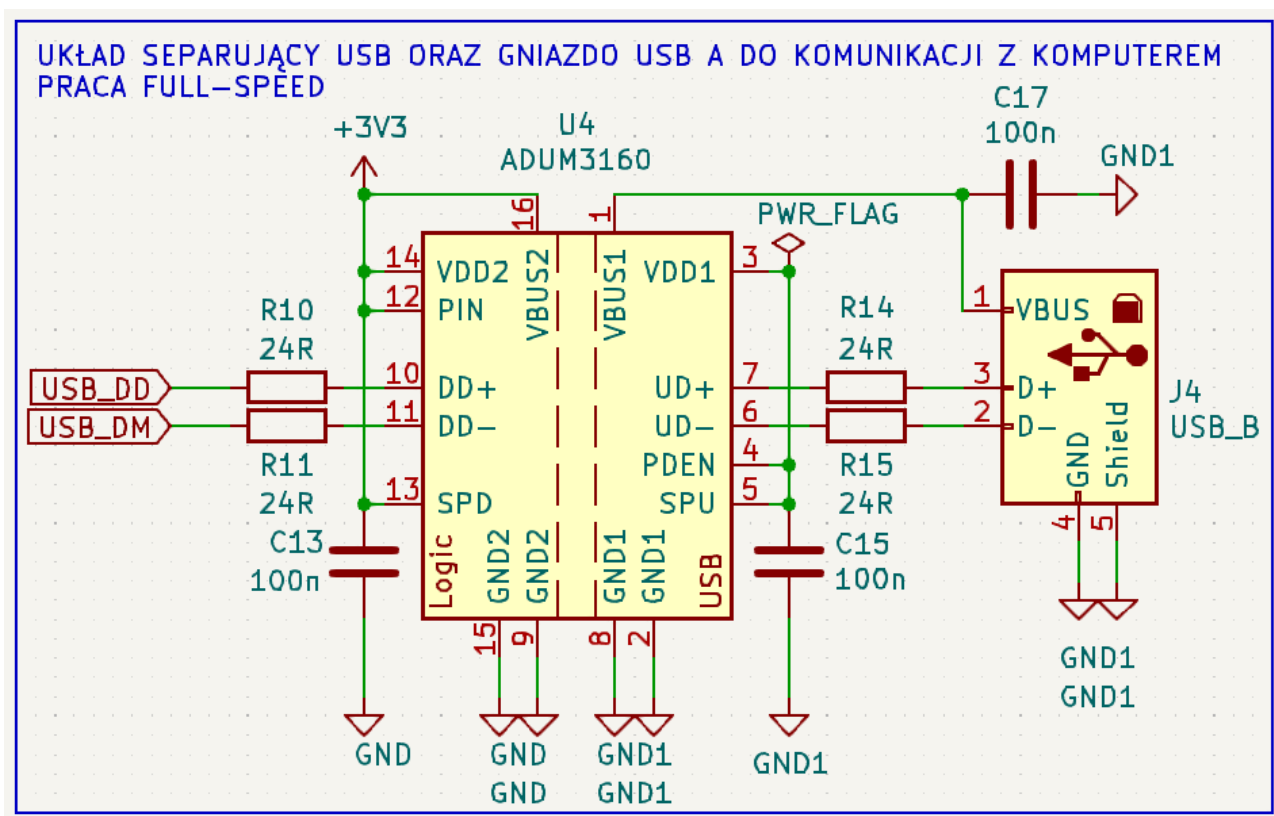 UKŁAD SEPARUJĄCY USB ORAZ GNIAZDO USB A DO KOMUNIKACJI Z KOMPUTEREM
PRACA FULL-SPEED
C17
100n
GND1
+3V3
U4
ADUM3160
PWR_FLAG
16
1
14
VDD2
VBUS2
VBUS1
VDD1
3
12
PIN
1
VBUS
R10
24R
R14
24R
USB_DD
10
DD+
UD+
7
3
D+
USB_DM
11
DD-
UD-
6
2
D-
J4
USB_B
R11
24R
PDEN
4
R15
24R
GND
Shield
13
SPD
SPU
5
4
5
C13
100n
Logic
GND2
GND2
GND1
GND1
USB
C15
100n
15
9
8
2
GND
GND
GND
GND1
GND1
GND1
GND1
GND1